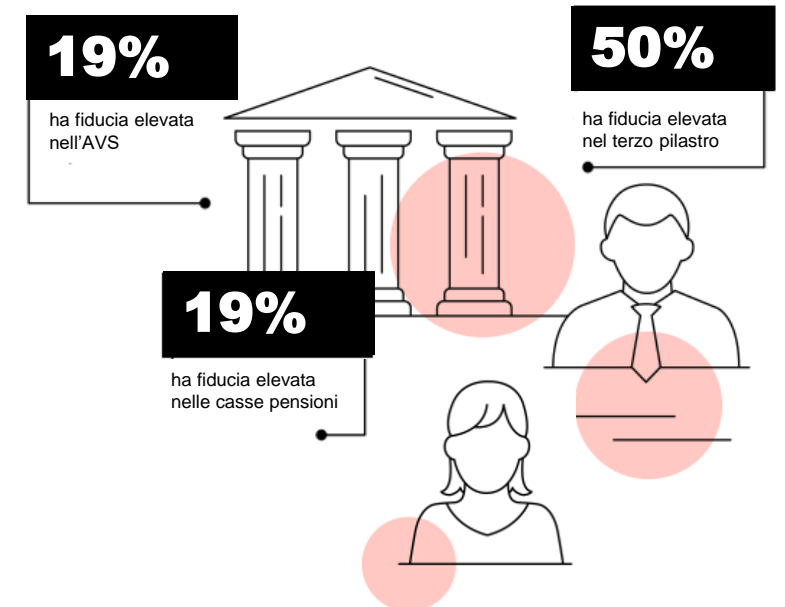 19%
ha fiducia elevata
nell'AVS
50%
ha fiducia elevata
nel terzo pilastro
19%
ha fiducia elevata
nelle casse pensioni